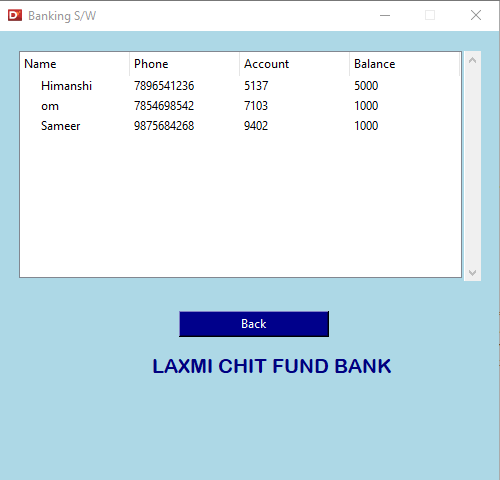 Banking S/W
Name Phone Account Balance
Himanshi 7896541236 5137 5000
om 7854698542 7103 1000
Sameer 9875684268 9402 1000
Back
LAXMI CHIT FUND BANK